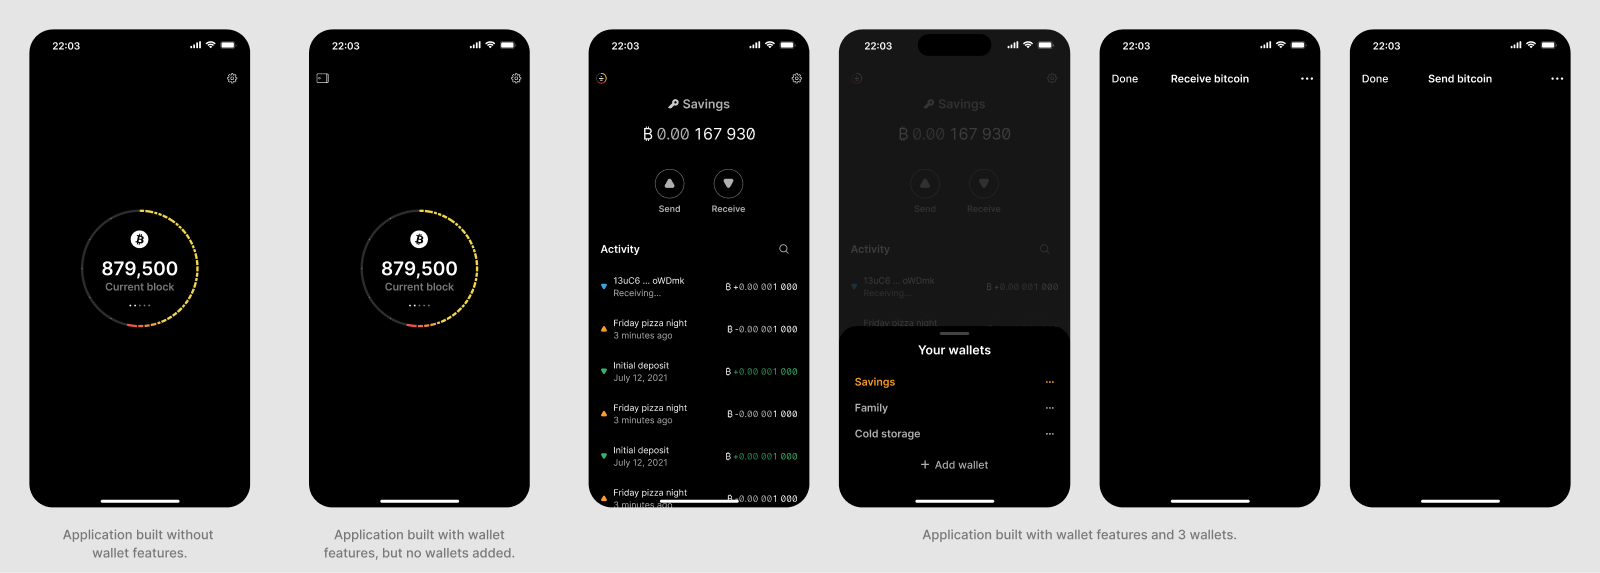 22:03
879,500
Current block
Application built without
wallet features.
22:03
879,500
Current block
Application built with wallet
features, but no wallets added.
22:03
Savings
₿ 0.00 167 930
Send
Receive
Activity
13uC6 ... oWDmk
₿ +0.00 001 000
Receiving...
Friday pizza night
₿ -0.00 001 000
3 minutes ago
Initial deposit
₿ +0.00 001 000
July 12, 2021
Friday pizza night
₿ -0.00 001 000
3 minutes ago
Initial deposit
₿ +0.00 001 000
July 12, 2021
Friday pizza night
₿ -0.00 001 000
3 minutes ago
22:03
Savings
₿ 0.00 167 930
Send
Receive
Activity
13uC6 ... oWDmk
₿ +0.00 001 000
Receiving...
Friday pizza night
Your wallets
Savings
Family
Cold storage
+ Add wallet
22:03
Done
Receive bitcoin
22:03
Done
Send bitcoin
Application built with wallet features and 3 wallets.